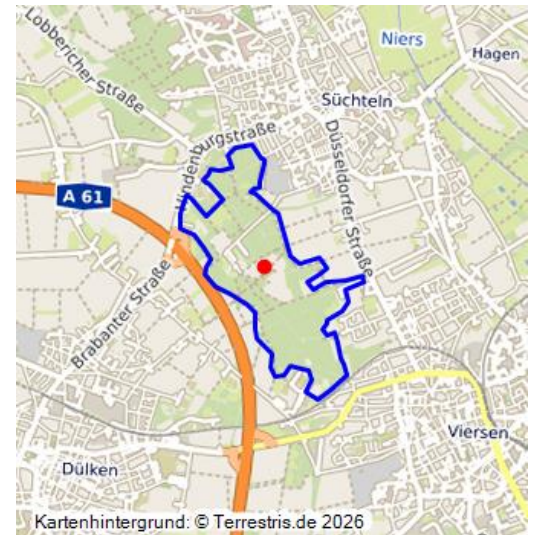 Lobbericher Straße
Niers
Hagen
Süchteln
Hindenburgstraße
Düsseldorfer Straße
A 61
Brabanter Straße
Viersen
Dülken
Kartenhintergrund: © Terrestris.de 2026